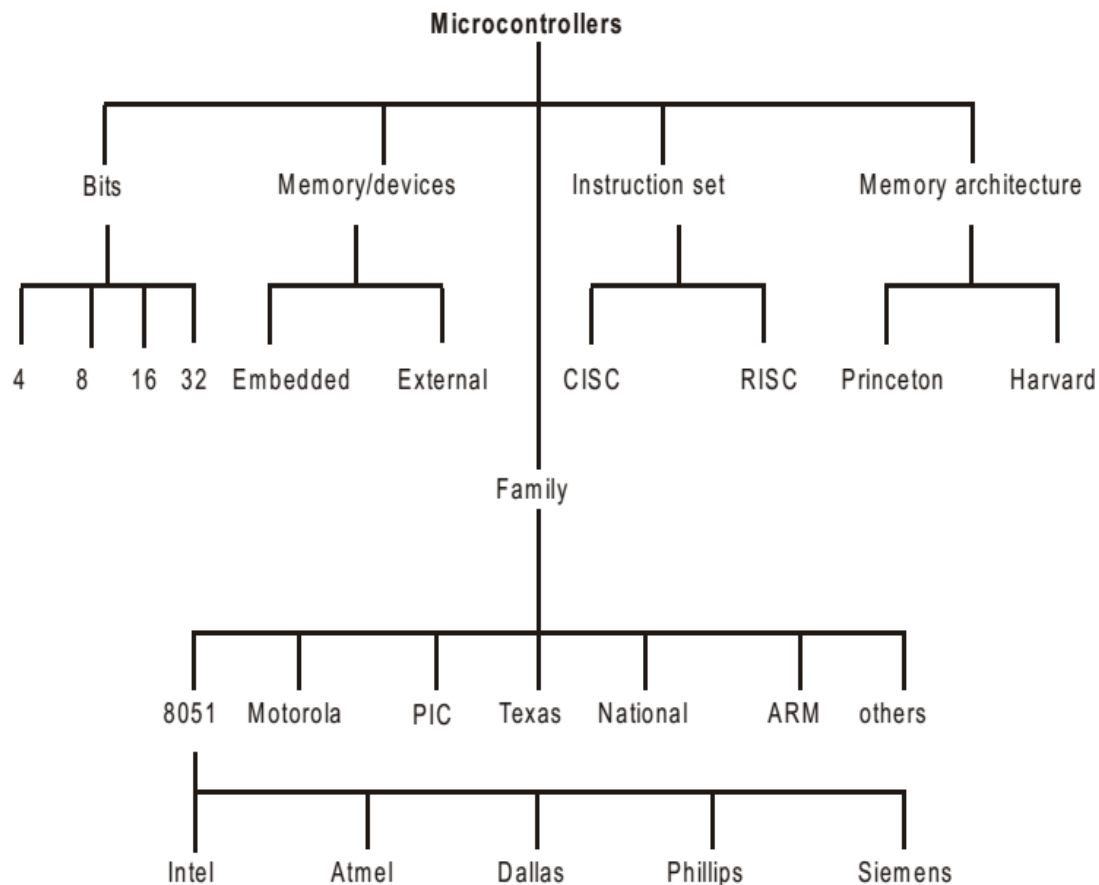 Microcontrollers
Bits Memory/devices Instruction set Memory architecture
4 8 16 32 Embedded External CISC RISC Princeton Harvard
Family
8051 Motorola PIC Texas National ARM others
Intel Atmel Dallas Phillips Siemens